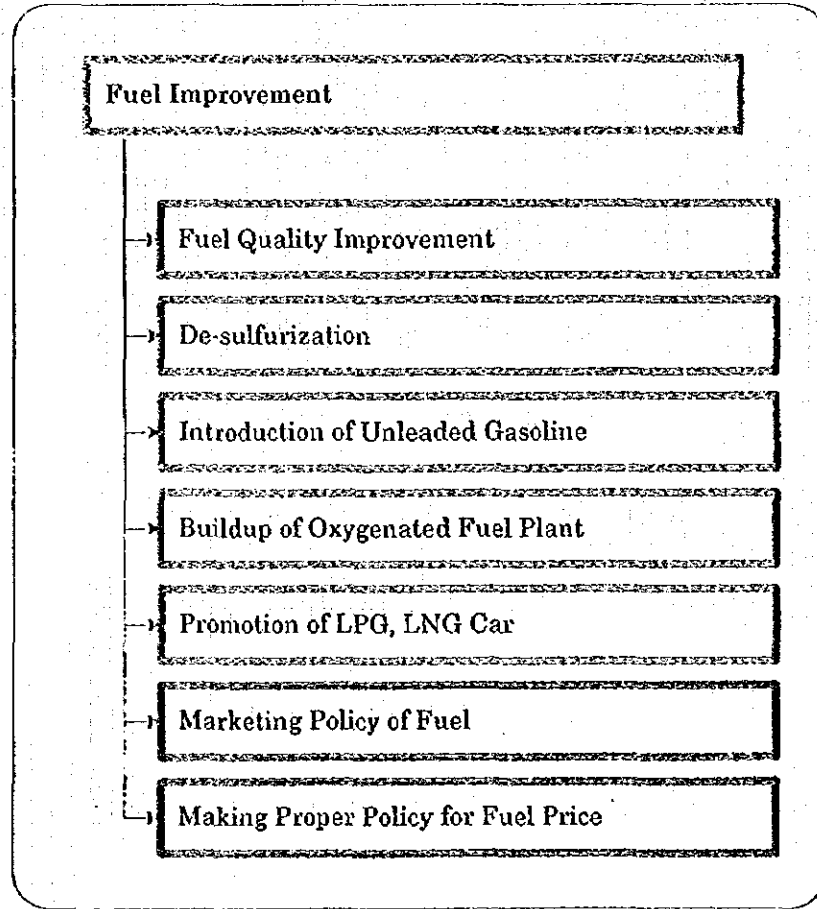 Fuel Improvement
Fuel Quality Improvement
De-sulfurization
Introduction of Unleaded Gasoline
Buildup of Oxygenated Fuel Plant
Promotion of LPG, LNG Car
Marketing Policy of Fuel
Making Proper Policy for Fuel Price